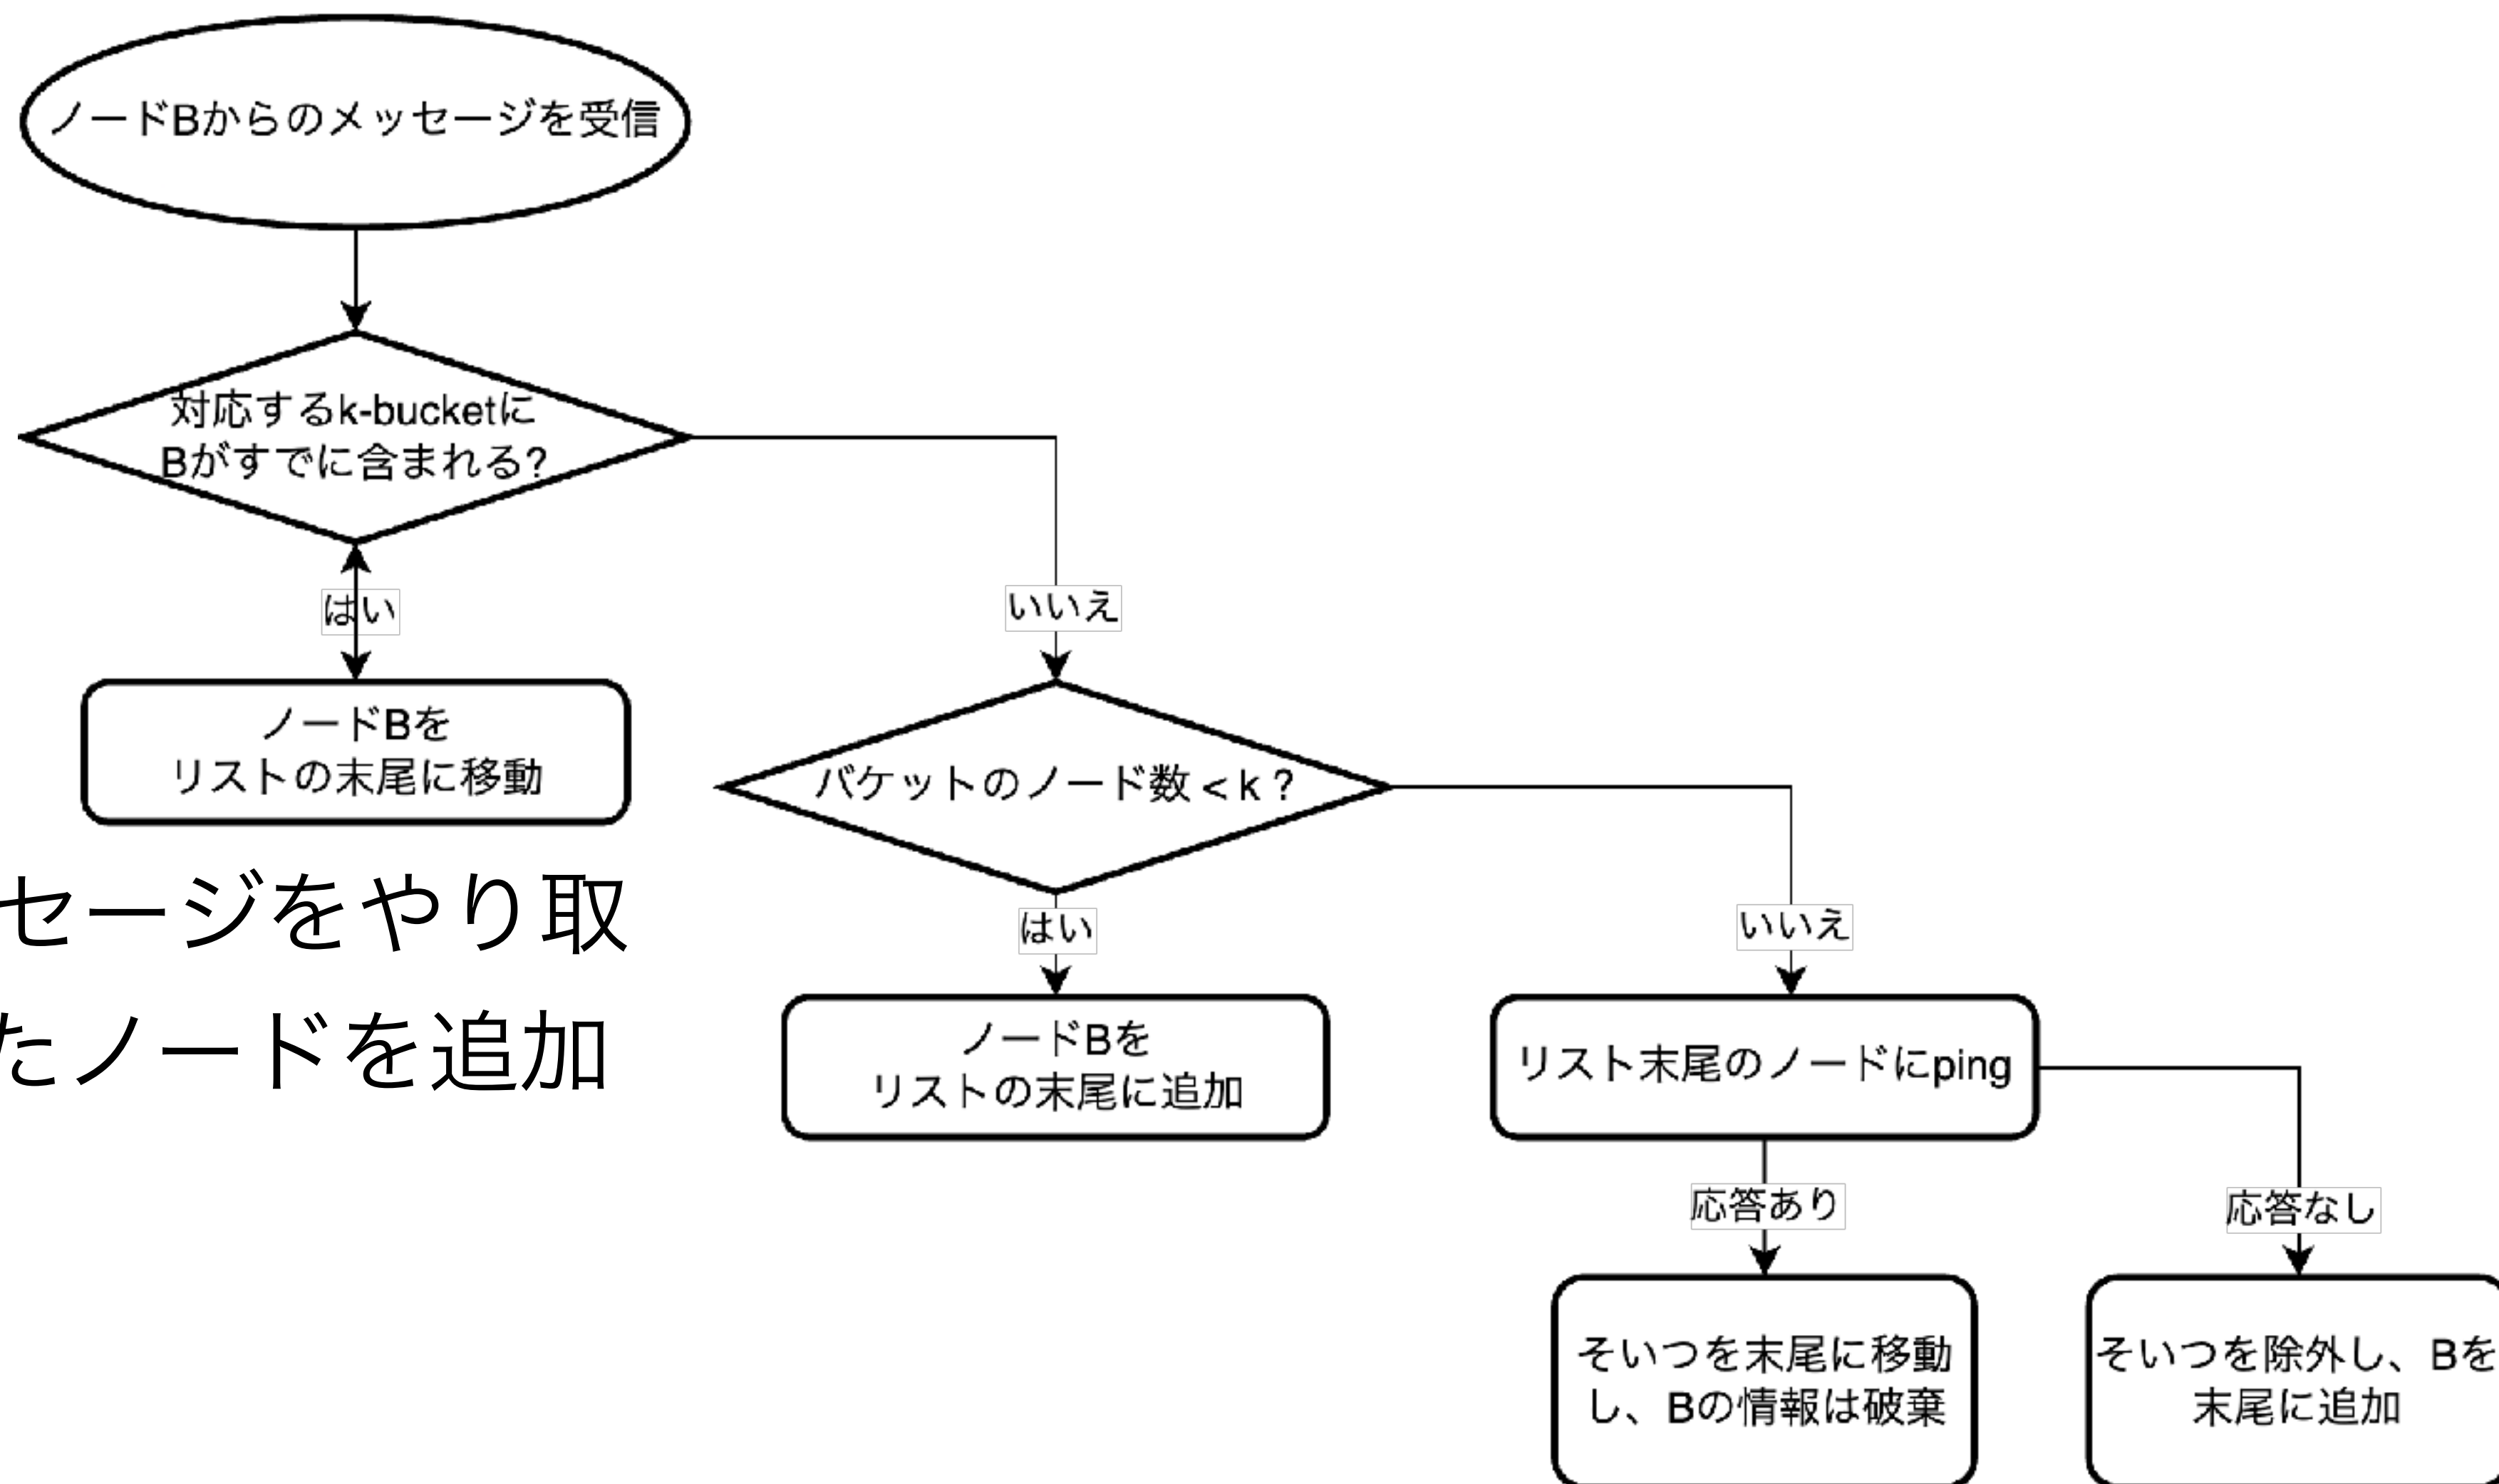 ノードBからのメッセージを受信
対応するk-bucketに
Bがすでに含まれる？
はい
いいえ
ノードBを
リストの末尾に移動
バケットのノード数 < k ?
セージをやり取
たノードを追加
はい
いいえ
ノードBを
リストの末尾に追加
リスト末尾のノードにping
応答あり
応答なし
そいつを末尾に移動
し、Bの情報は破棄
そいつを除外し、Bを
末尾に追加